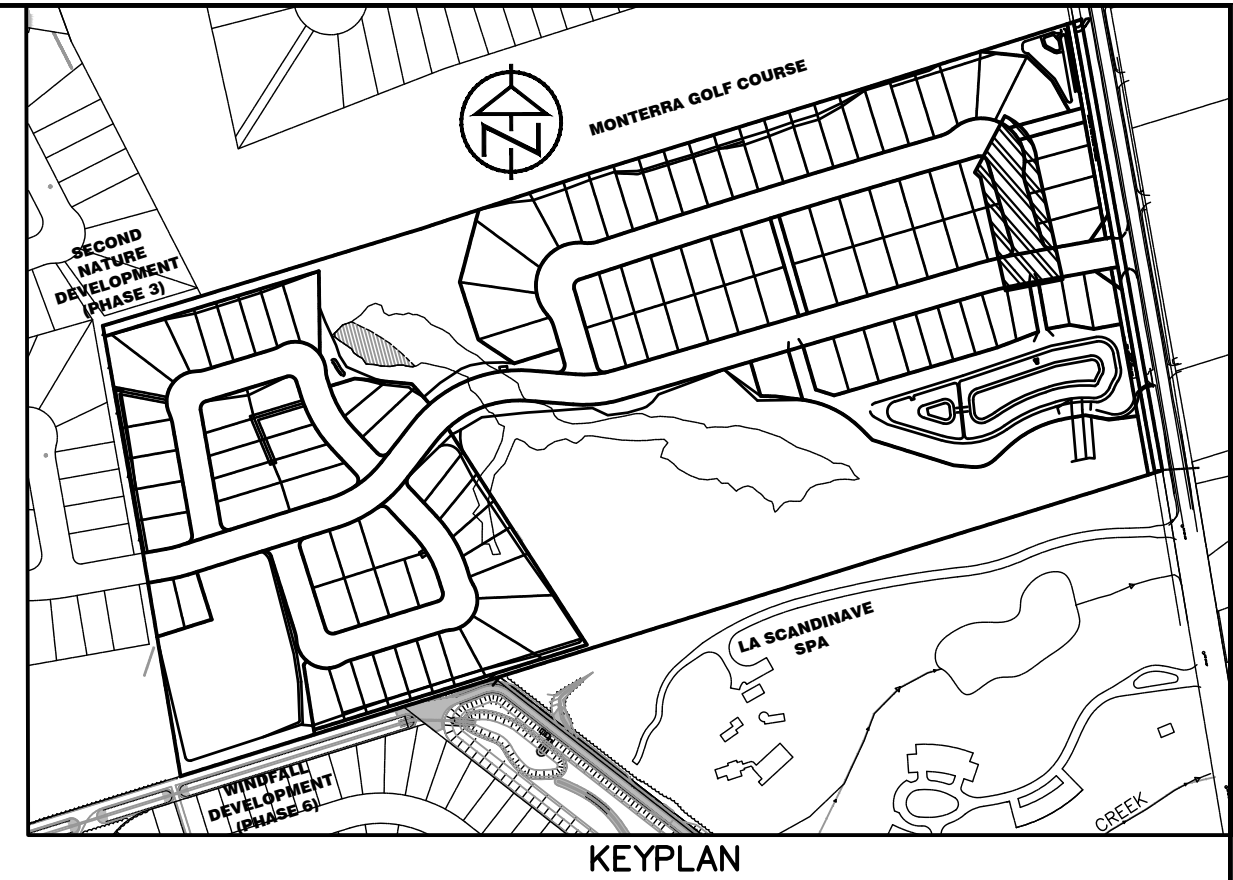 MONTERRA GOLF COURSE
N
SECOND
NATURE
DEVELOPMENT
(PHASE 3)
LA SCANDINAVE
SPA
WINDFALL
DEVELOPMENT
(PHASE 6)
CREEK
KEYPLAN